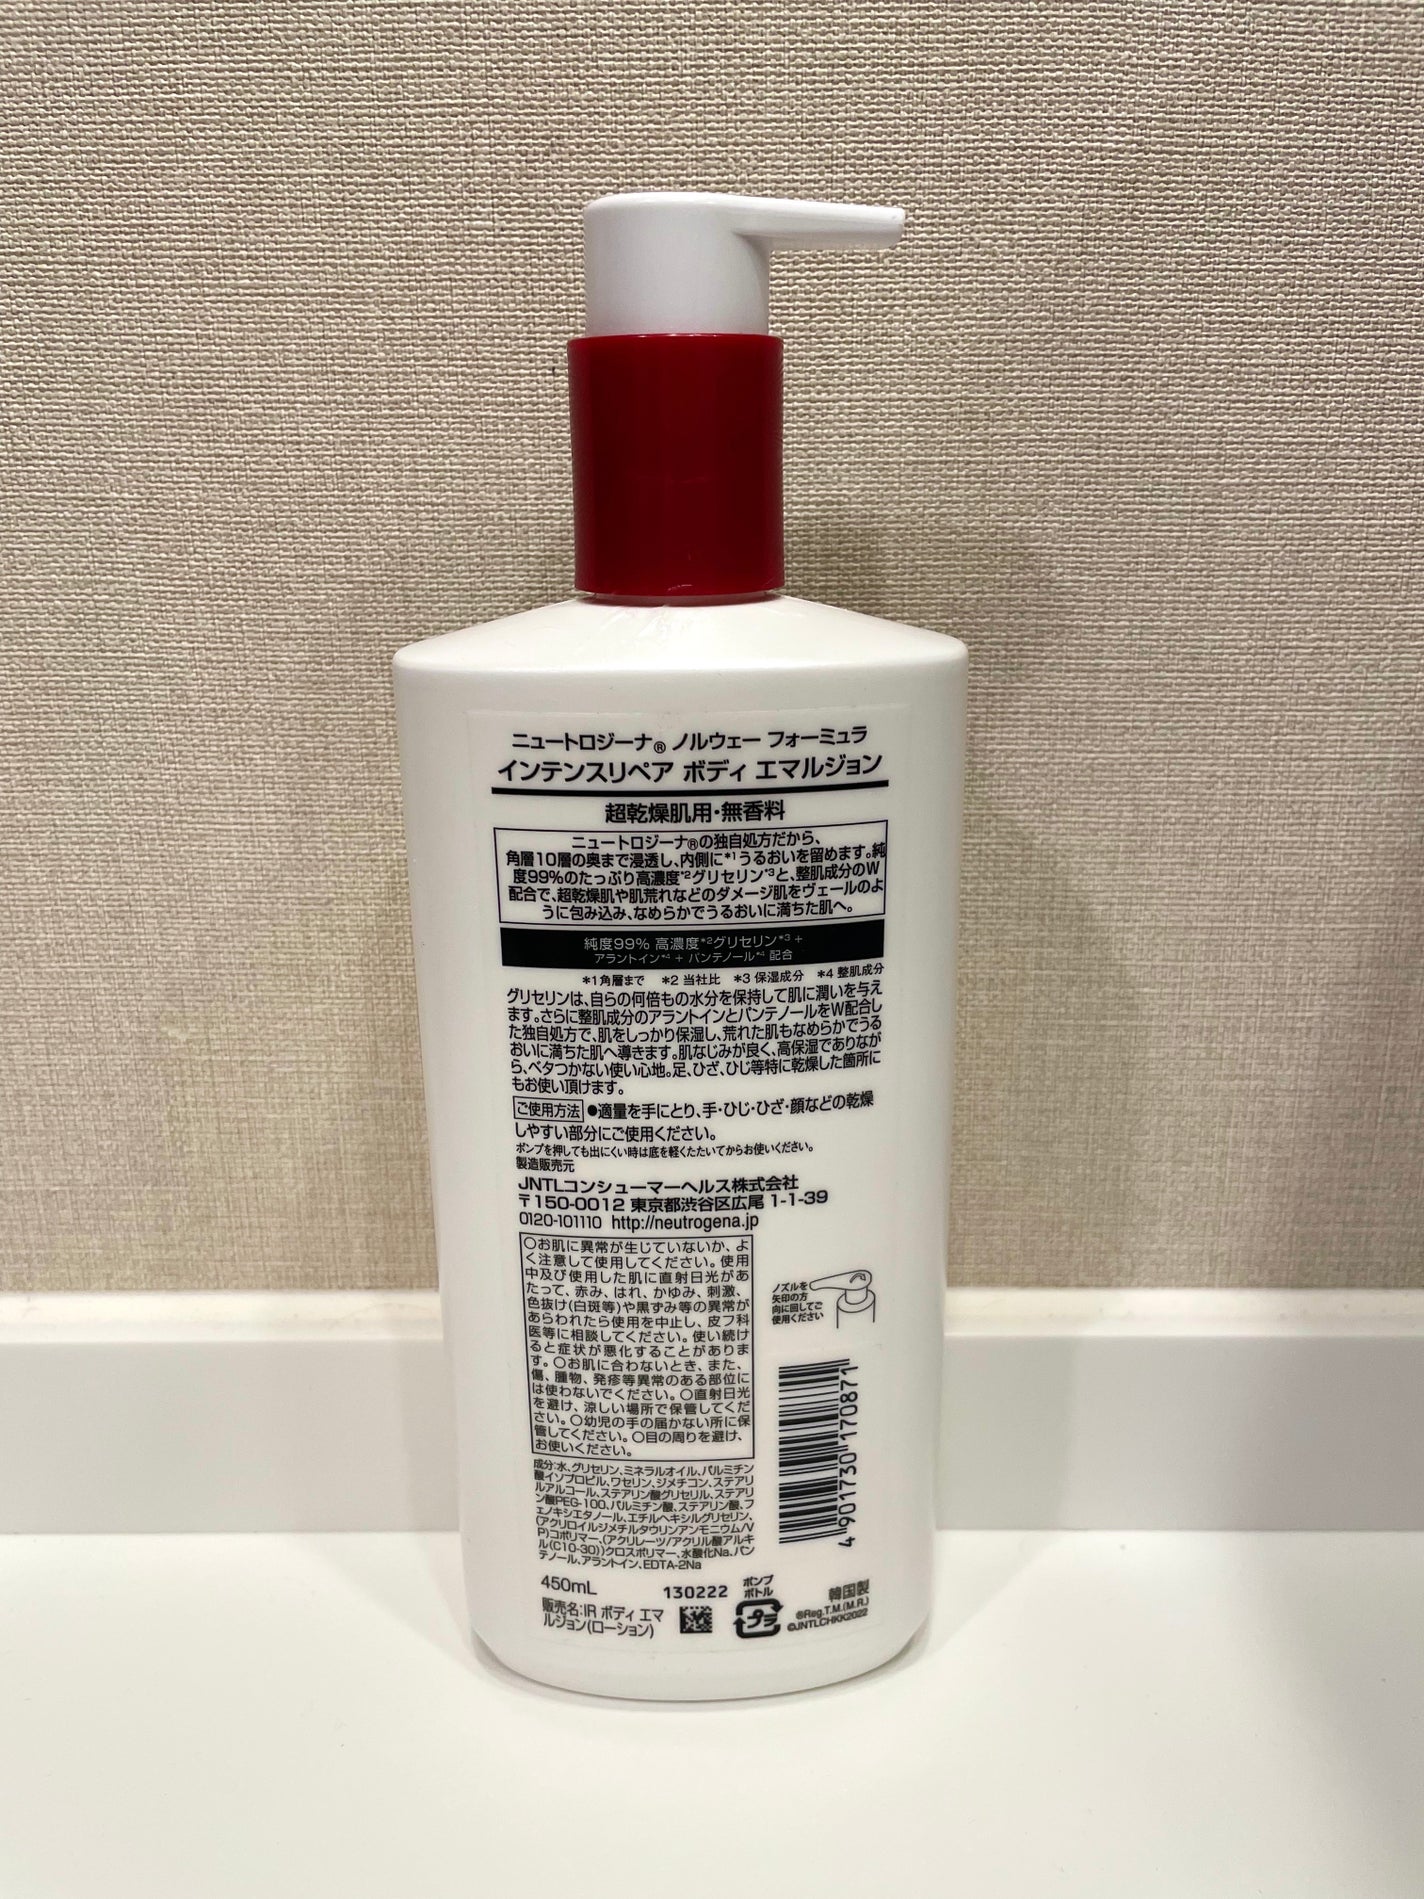 ニュートロジーナ® ノルウェー フォーミュラ
インテンスリペア ボディ エマルジョン
超乾燥肌用・無香料
ニュートロジーナ®の独自処方だから、
角層10層の奥まで浸透し、内側に*1うるおいを留めます。純
度99%のたっぷり高濃度*2グリセリン*3と、整肌成分のW
配合で、超乾燥肌や肌荒れなどのダメージ肌をヴェールのよ
うに包み込み、なめらかでうるおいに満ちた肌へ。
純度99% 高濃度*2グリセリン*3 +
アラントイン*4 + パンテノール*4 配合
*1角層まで *2 当社比 *3 保湿成分 *4 整肌成分
グリセリンは、自らの何倍もの水分を保持して肌に潤いを与え
ます。さらに整肌成分のアラントインとパンテノールをW配合し
た独自処方で、肌をしっかり保湿し、荒れた肌もなめらかでうる
おいに満ちた肌へ導きます。肌なじみが良く、高保湿でありなが
ら、ベタつかない使い心地。足、ひざ、ひじ等特に乾燥した箇所に
もお使い頂けます。
ご使用方法 ●適量を手にとり、手・ひじ・ひざ・顔などの乾燥
しやすい部分にご使用ください。
ポンプを押しても出にくい時は底を軽くたたいてからお使いください。
製造販売元
JNTLコンシューマーヘルス株式会社
〒150-0012 東京都渋谷区広尾 1-1-39
0120-101110 http://neutrogena.jp
○お肌に異常が生じていないか、よ
く注意して使用してください。使用
中及び使用した肌に直射日光があ
たって、赤み、はれ、かゆみ、刺激、
色抜け(白斑等)や黒ずみ等の異常が
あらわれたら使用を中止し、皮フ科
医等に相談してください。使い続け
ると症状が悪化することがありま
す。○お肌に合わないとき、また、
傷、腫物、発疹等異常のある部位に
は使わないでください。○直射日光
を避け、涼しい場所で保管してくだ
さい。○幼児の手の届かない所に保
管してください。○目の周りを避け、
お使いください。
ノズルを
矢印の方
向に回してご
使用ください
4 901730 170871
成分:水、グリセリン、ミネラルオイル、パルミチン
酸イソプロピル、ワセリン、ジメチコン、ステアリ
ルアルコール、ステアリン酸グリセリル、ステアリ
ン酸PEG-100、パルミチン酸、ステアリン酸、フ
ェノキシエタノール、エチルヘキシルグリセリン、
(アクリロイルジメチルタウリンアンモニウム/V
P)コポリマー、(アクリレーツ/アクリル酸アルキ
ル(C10-30))クロスポリマー、水酸化Na、パン
テノール、アラントイン、EDTA-2Na
450mL
130222
ポンプ
ボトル
韓国製
販売名:IR ボディ エマ
ルジョン(ローション)
プラ
®Reg.T.M.(M.R.)
©JNTLCHKK2022